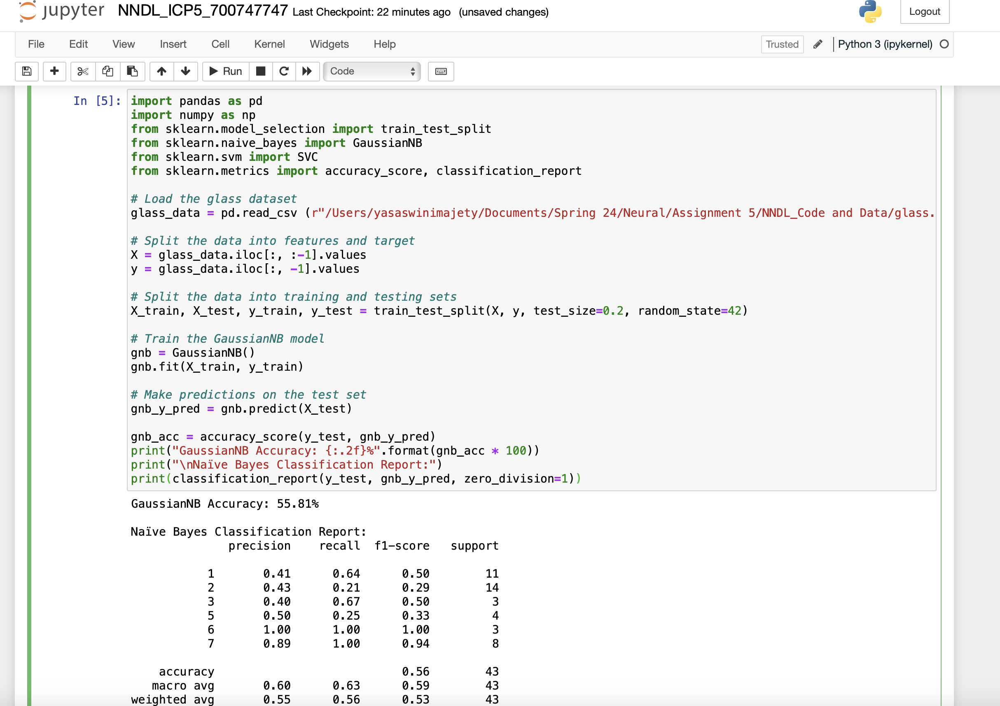 jupyter NNDL_ICP5_700747747 Last Checkpoint: 22 minutes ago (unsaved changes) Logout
File Edit View Insert Cell Kernel Widgets Help Trusted Python 3 (ipykernel)
Run Code
In [5]:
import pandas as pd
import numpy as np
from sklearn.model_selection import train_test_split
from sklearn.naive_bayes import GaussianNB
from sklearn.svm import SVC
from sklearn.metrics import accuracy_score, classification_report

# Load the glass dataset
glass_data = pd.read_csv (r"/Users/yasaswinimajety/Documents/Spring 24/Neural/Assignment 5/NNDL_Code and Data/glass.

# Split the data into features and target
X = glass_data.iloc[:, :-1].values
y = glass_data.iloc[:, -1].values

# Split the data into training and testing sets
X_train, X_test, y_train, y_test = train_test_split(X, y, test_size=0.2, random_state=42)

# Train the GaussianNB model
gnb = GaussianNB()
gnb.fit(X_train, y_train)

# Make predictions on the test set
gnb_y_pred = gnb.predict(X_test)

gnb_acc = accuracy_score(y_test, gnb_y_pred)
print("GaussianNB Accuracy: {:.2f}%".format(gnb_acc * 100))
print("\nNaïve Bayes Classification Report:")
print(classification_report(y_test, gnb_y_pred, zero_division=1))

GaussianNB Accuracy: 55.81%

Naïve Bayes Classification Report:
precision recall f1-score support

1 0.41 0.64 0.50 11
2 0.43 0.21 0.29 14
3 0.40 0.67 0.50 3
5 0.50 0.25 0.33 4
6 1.00 1.00 1.00 3
7 0.89 1.00 0.94 8

accuracy 0.56 43
macro avg 0.60 0.63 0.59 43
weighted avg 0.55 0.56 0.53 43